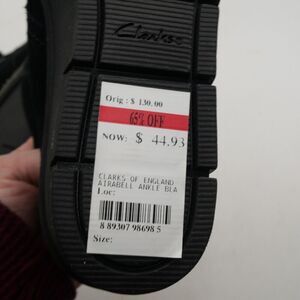 Clarks
Orig: $ 130.00
65% OFF
NOW: $ 44.93
CLARKS OF ENGLAND
AIRABELL ANKLE BLA
Loc:
8 89307 98698 5
Size: